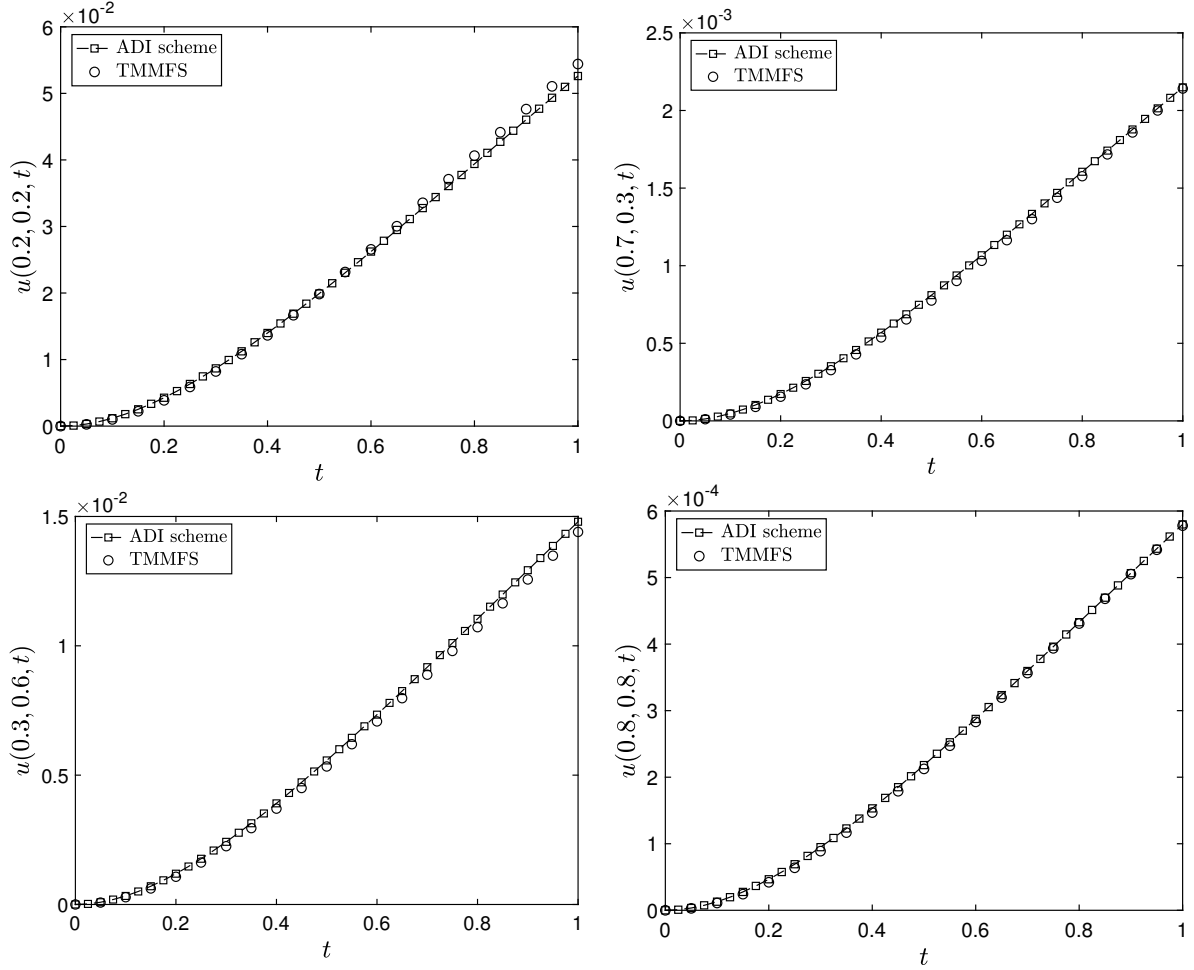 ×10-2
6
5
4
3
2
1
0
0 0.2 0.4 0.6 0.8 1
t
u(0.2, 0.2, t)
ADI scheme
TMMFS
×10-3
2.5
2
1.5
1
0.5
0
0 0.2 0.4 0.6 0.8 1
t
u(0.7, 0.3, t)
ADI scheme
TMMFS
×10-2
1.5
1
0.5
0
0 0.2 0.4 0.6 0.8 1
t
u(0.3, 0.6, t)
ADI scheme
TMMFS
×10-4
6
5
4
3
2
1
0
0 0.2 0.4 0.6 0.8 1
t
u(0.8, 0.8, t)
ADI scheme
TMMFS